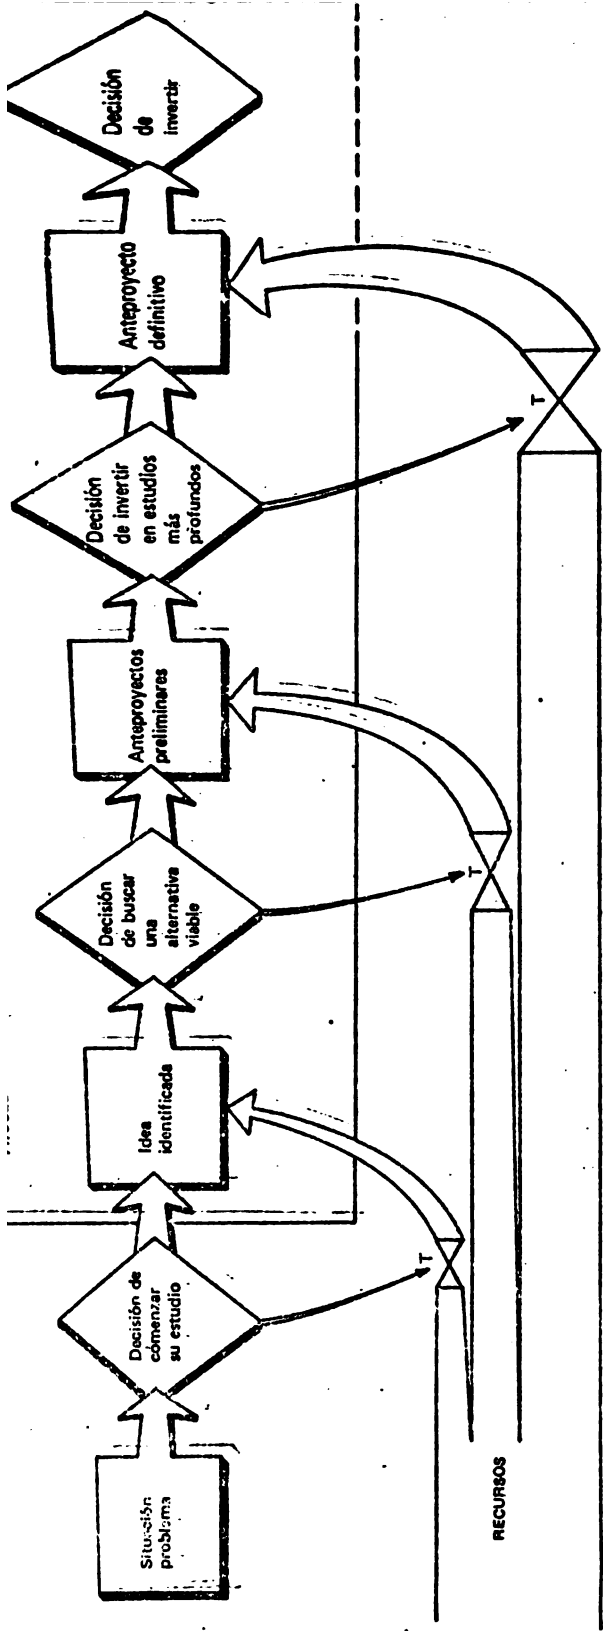 Situación
problema
Decisión de
comenzar
su estudio
Idea
identificada
Decisión
de buscar
una
alternativa
viable
Anteproyectos
preliminares
Decisión
de invertir
en estudios
más
profundos
Anteproyecto
definitivo
Decisión
de
invertir
T
T
T
RECURSOS